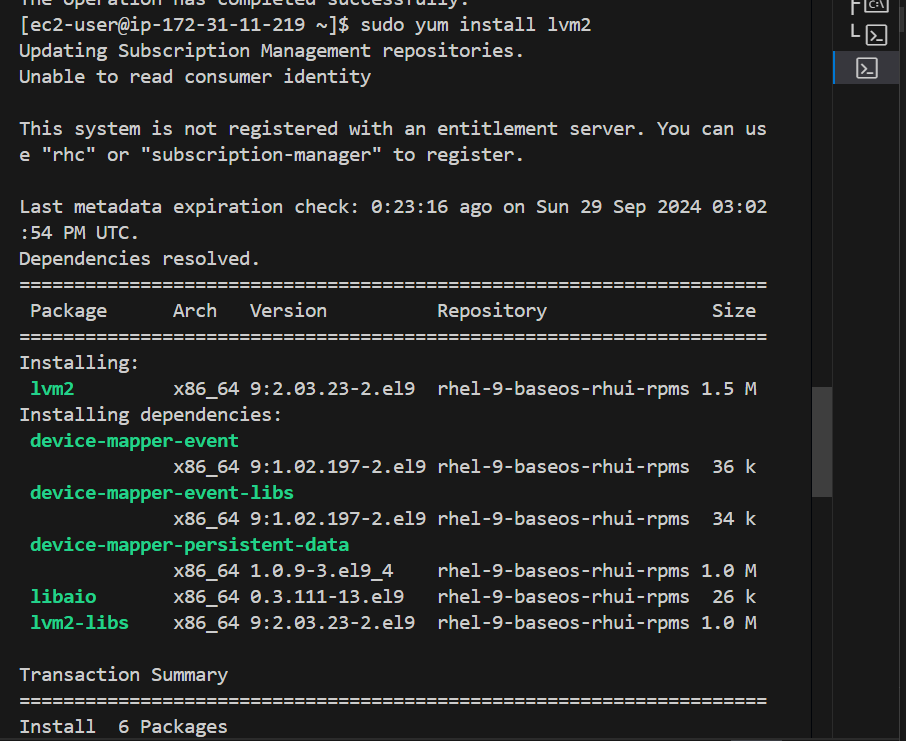 The operation has completed successfully.
[ec2-user@ip-172-31-11-219 ~]$ sudo yum install lvm2
Updating Subscription Management repositories.
Unable to read consumer identity

This system is not registered with an entitlement server. You can us
e "rhc" or "subscription-manager" to register.

Last metadata expiration check: 0:23:16 ago on Sun 29 Sep 2024 03:02
:54 PM UTC.
Dependencies resolved.
====================================================================
 Package      Arch   Version          Repository               Size
====================================================================
Installing:
 lvm2         x86_64 9:2.03.23-2.el9  rhel-9-baseos-rhui-rpms 1.5 M
Installing dependencies:
 device-mapper-event
              x86_64 9:1.02.197-2.el9 rhel-9-baseos-rhui-rpms  36 k
 device-mapper-event-libs
              x86_64 9:1.02.197-2.el9 rhel-9-baseos-rhui-rpms  34 k
 device-mapper-persistent-data
              x86_64 1.0.9-3.el9_4    rhel-9-baseos-rhui-rpms 1.0 M
 libaio       x86_64 0.3.111-13.el9   rhel-9-baseos-rhui-rpms  26 k
 lvm2-libs    x86_64 9:2.03.23-2.el9  rhel-9-baseos-rhui-rpms 1.0 M

Transaction Summary
====================================================================
Install  6 Packages